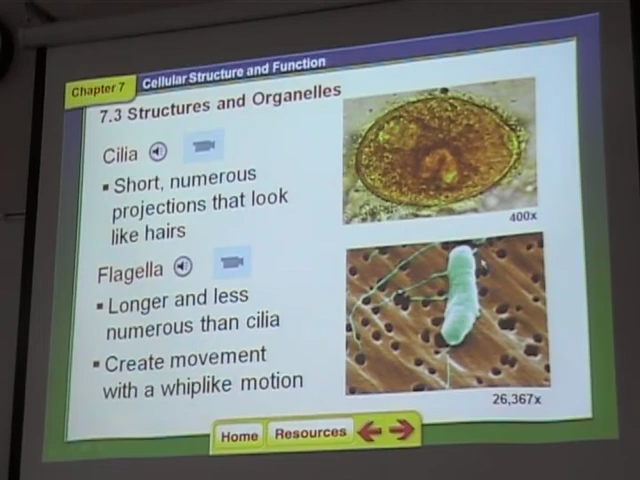 Chapter 7
Cellular Structure and Function
7.3 Structures and Organelles
Cilia
▪ Short, numerous
projections that look
like hairs
400x
Flagella
▪ Longer and less
numerous than cilia
▪ Create movement
with a whiplike motion
26,367x
Home
Resources